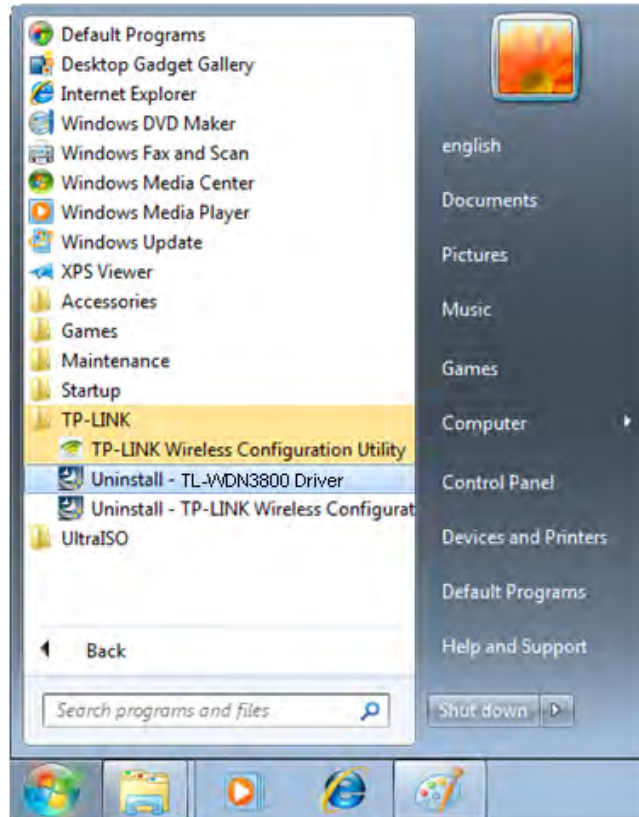 Default Programs
Desktop Gadget Gallery
Internet Explorer
Windows DVD Maker
Windows Fax and Scan
Windows Media Center
Windows Media Player
Windows Update
XPS Viewer
Accessories
Games
Maintenance
Startup
TP-LINK
TP-LINK Wireless Configuration Utility
Uninstall - TL-WDN3800 Driver
Uninstall - TP-LINK Wireless Configurat
UltraISO
Back
Search programs and files
english
Documents
Pictures
Music
Games
Computer
Control Panel
Devices and Printers
Default Programs
Help and Support
Shut down